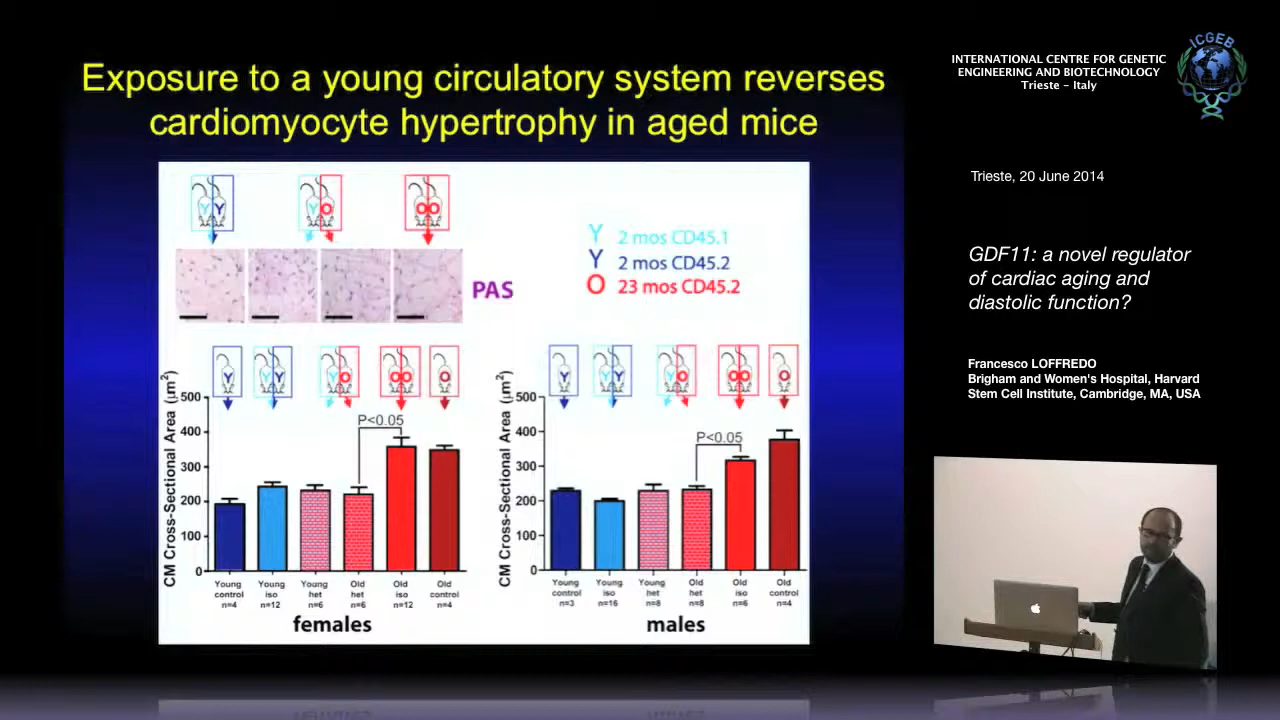 Exposure to a young circulatory system reverses
cardiomyocyte hypertrophy in aged mice
Y Y
Y O
O O
PAS
Y 2 mos CD45.1
Y 2 mos CD45.2
O 23 mos CD45.2
CM Cross-Sectional Area (µm²)
500
400
300
200
100
0
Y
Y Y
Y O
O O
O
P<0.05
Young control n=4
Young iso n=12
Young het n=6
Old het n=6
Old iso n=12
Old control n=4
females
CM Cross-Sectional Area (µm²)
500
400
300
200
100
0
Y
Y Y
Y O
O O
O
P<0.05
Young control n=3
Young iso n=16
Young het n=8
Old het n=8
Old iso n=6
Old control n=4
males
INTERNATIONAL CENTRE FOR GENETIC
ENGINEERING AND BIOTECHNOLOGY
Trieste - Italy
ICGEB
Trieste, 20 June 2014
GDF11: a novel regulator
of cardiac aging and
diastolic function?
Francesco LOFFREDO
Brigham and Women's Hospital, Harvard
Stem Cell Institute, Cambridge, MA, USA